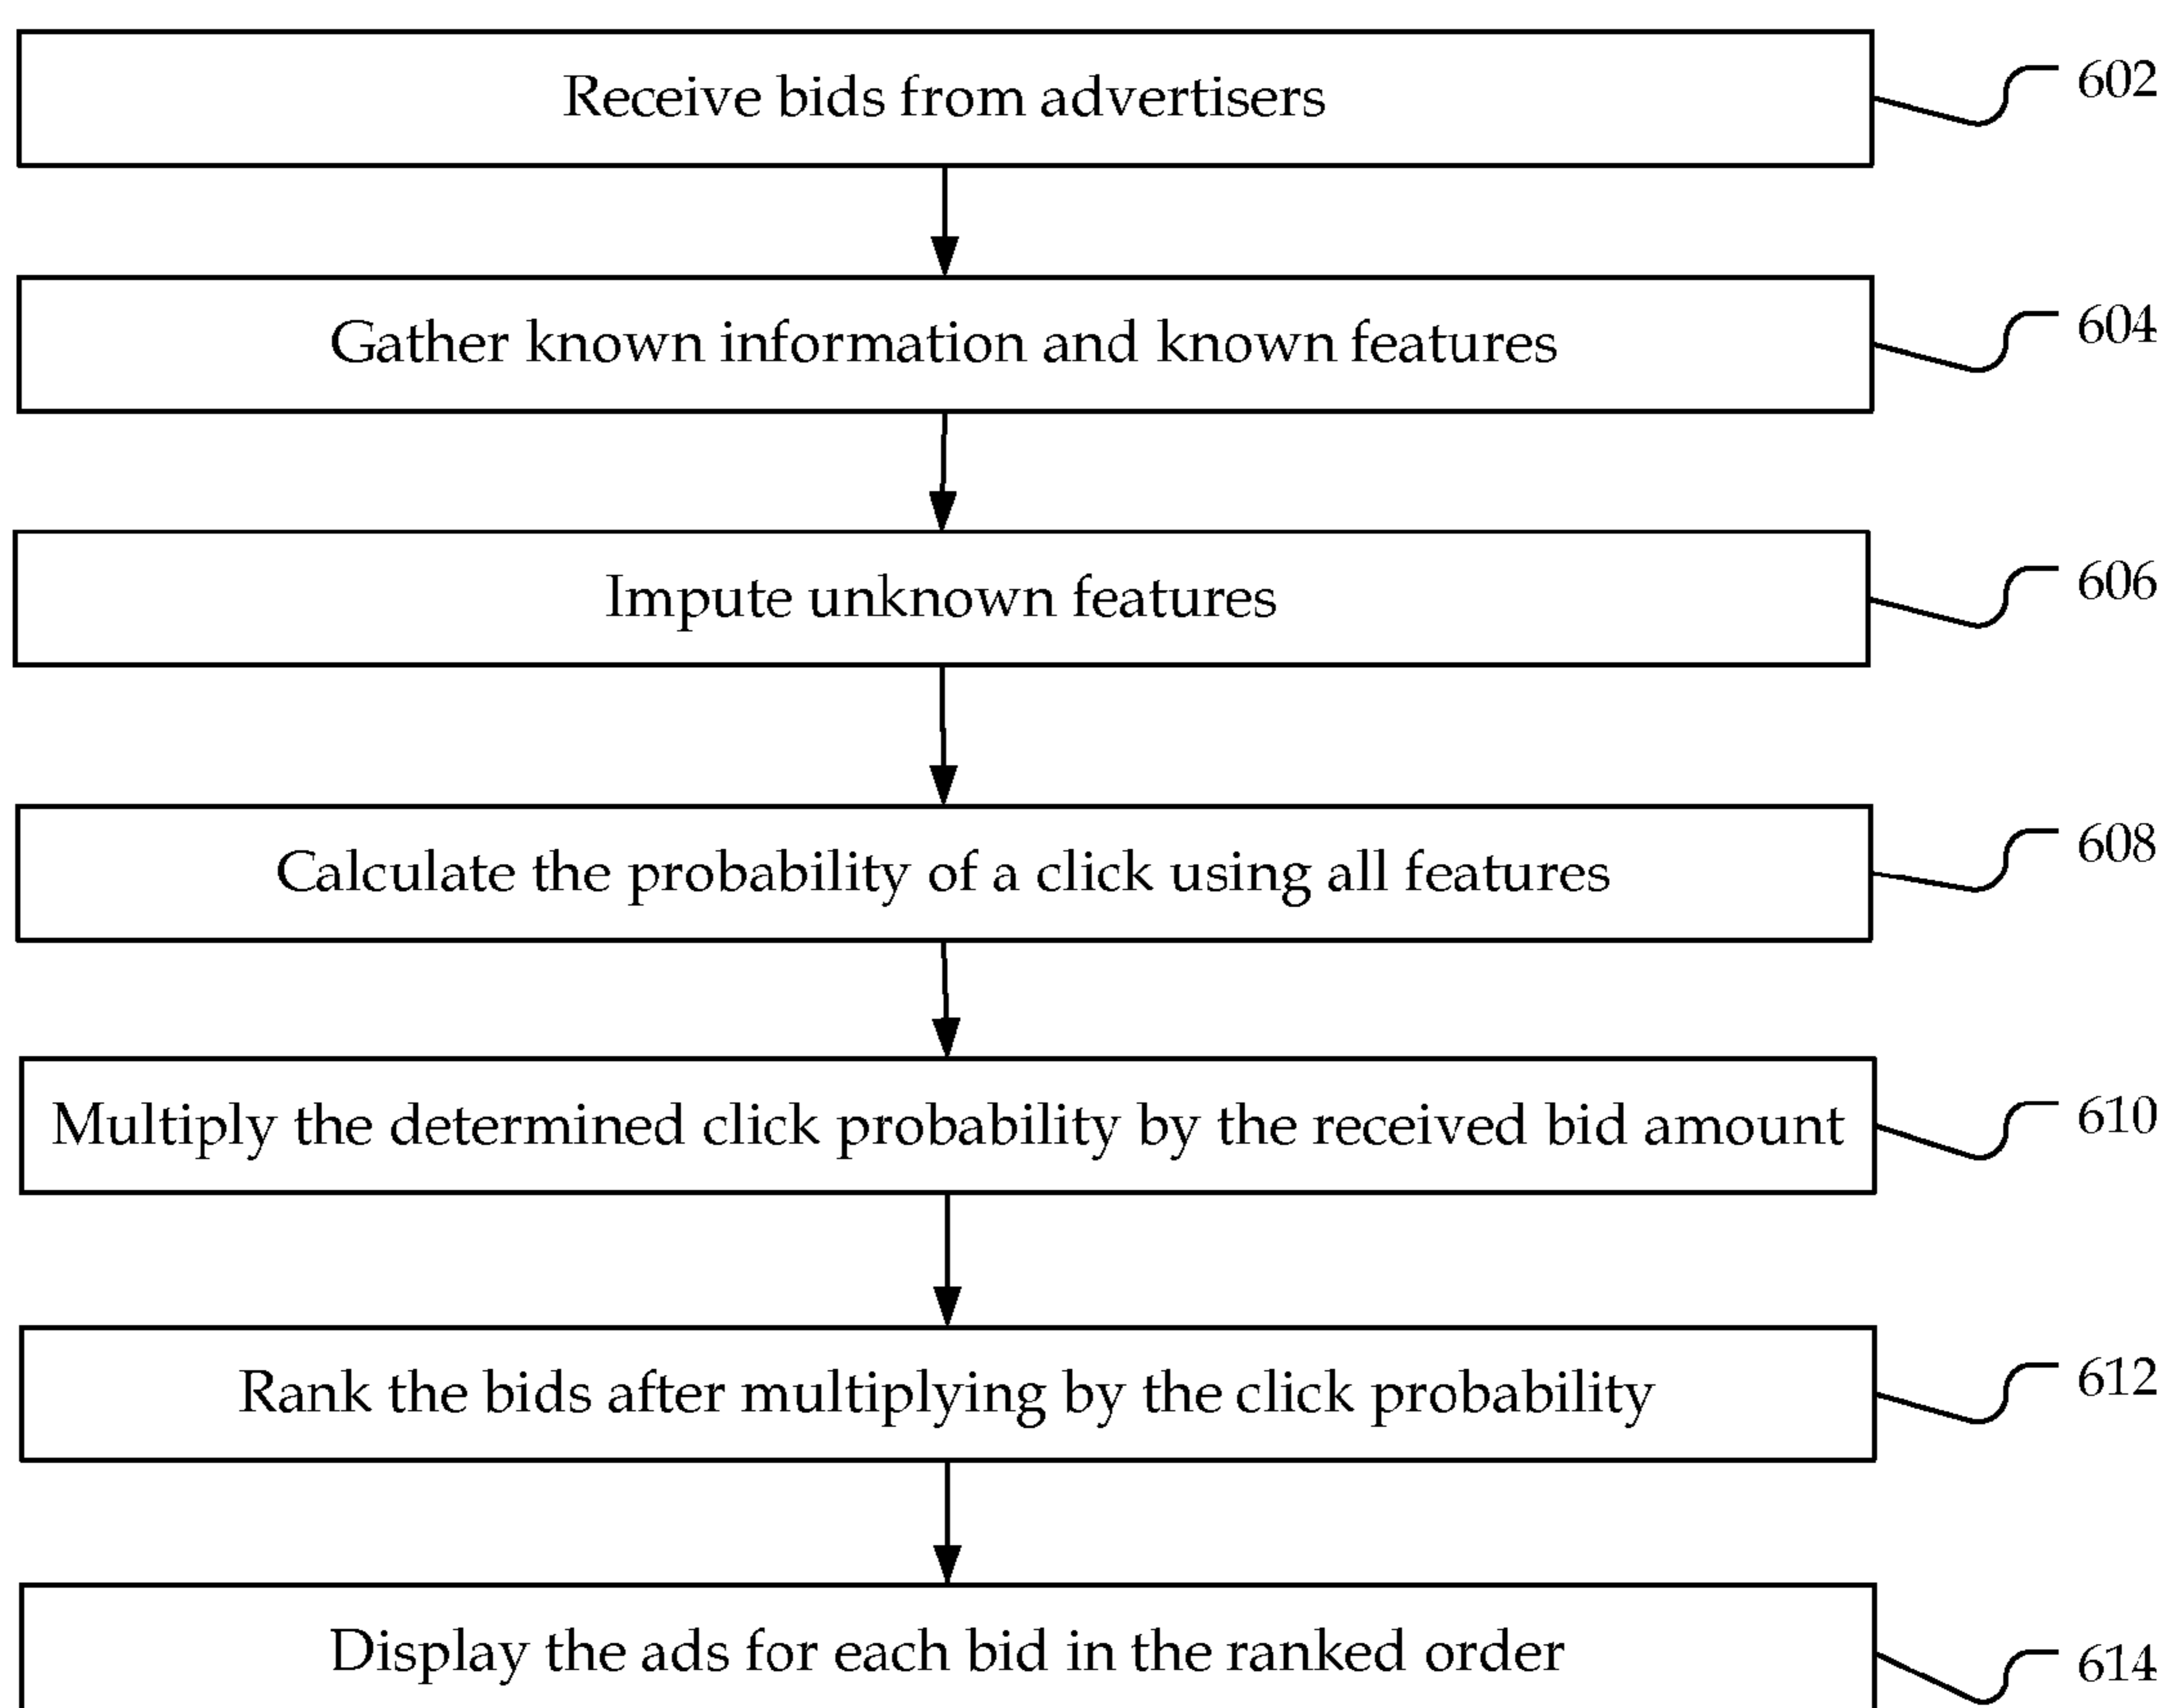 Receive bids from advertisers 602
Gather known information and known features 604
Impute unknown features 606
Calculate the probability of a click using all features 608
Multiply the determined click probability by the received bid amount 610
Rank the bids after multiplying by the click probability 612
Display the ads for each bid in the ranked order 614